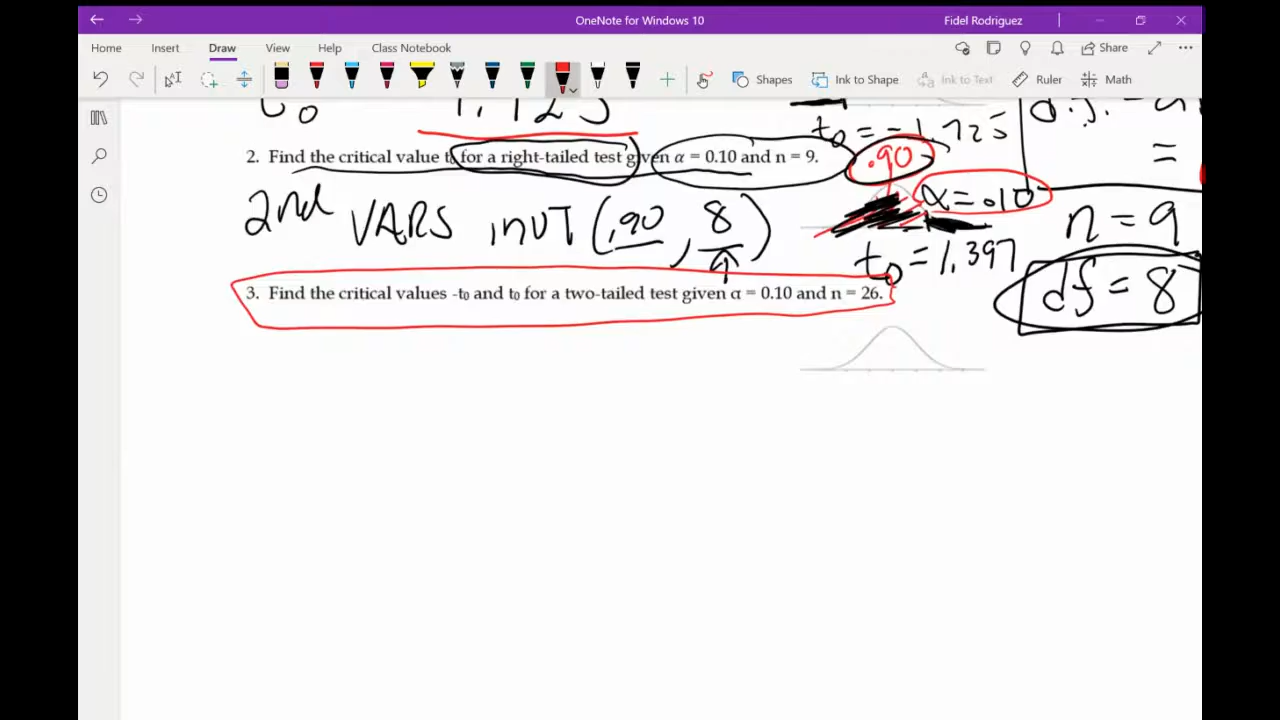 OneNote for Windows 10
Fidel Rodriguez
Home Insert Draw View Help Class Notebook
Share
Shapes Ink to Shape Ink to Text Ruler Math
t₀ 1.725
t₀ = -1.725
d.f.
=
2. Find the critical value t₀ for a right-tailed test given α = 0.10 and n = 9.
.90
α = .10
2nd VARS invT (.90, 8)
t₀ = 1.397
n = 9
df = 8
3. Find the critical values -t₀ and t₀ for a two-tailed test given α = 0.10 and n = 26.